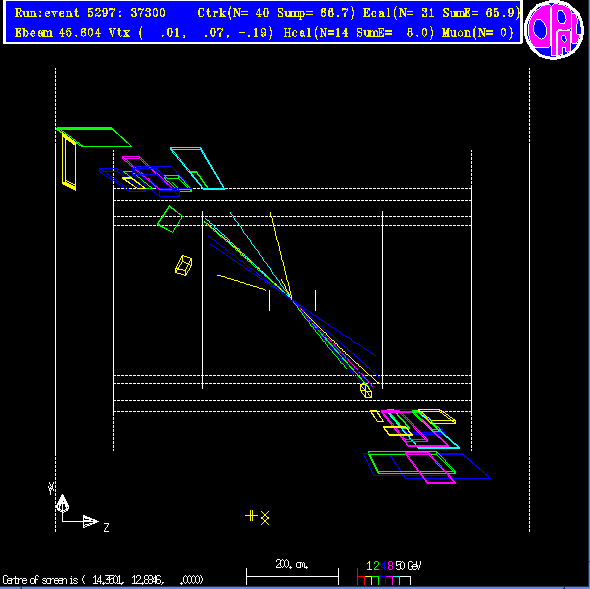 Run:event 5297: 37300 Ctrk(N= 40 Sump= 66.7) Ecal(N= 31 SumE= 65.9)
Ebeam 45.604 Vtx ( .01, .07, -.19) Hcal(N=14 SumE= 8.0) Muon(N= 0)
OPAL
Y
Z
X
200. cm.
1 2 4 8 50 GeV
Centre of screen is ( 14.3501, 12.8946, .0000)